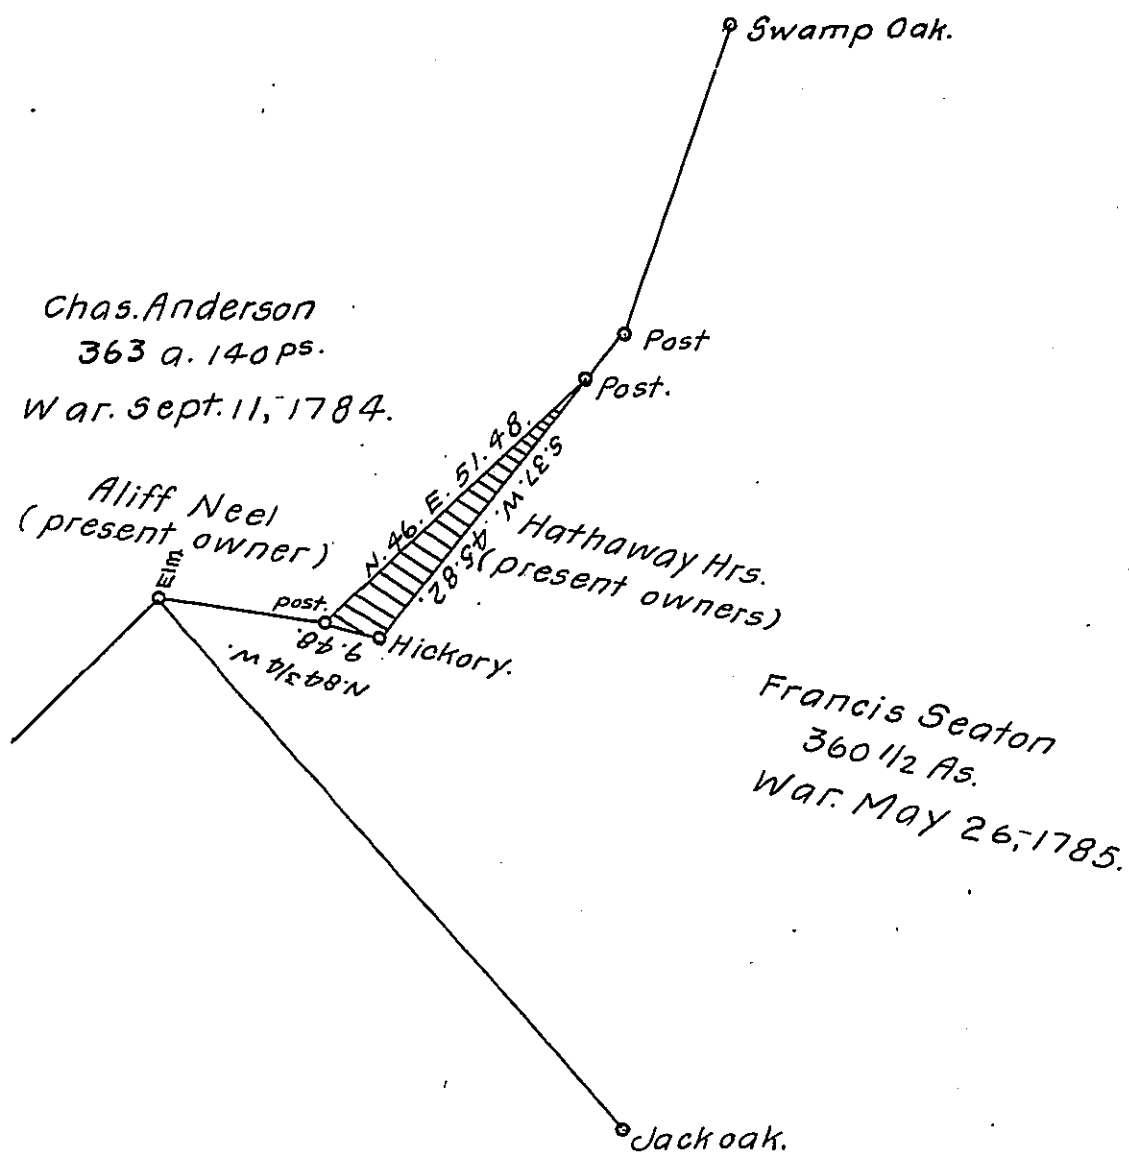 Swamp Oak.
Chas. Anderson
363 a. 140 ps.
War. Sept. 11,-1784.
Post
Post.
N. 46. E. 51. 48.
S. 37. W. 45. 82.
Aliff Neel
(present owner)
Hathaway Hrs.
(present owners)
Elm
post.
9. 48.
N. 84 3/4 W.
Hickory.
Francis Seaton
360 1/2 As.
War. May 26,-1785.
Jack oak.